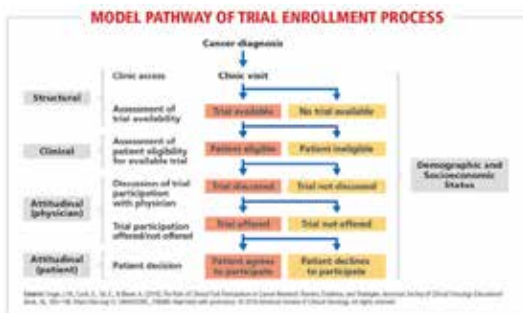 MODEL PATHWAY OF TRIAL ENROLLMENT PROCESS
Cancer diagnosis
Clinic access
Clinic visit
Structural
Assessment of
trial availability
Trial available
No trial available
Clinical
Assessment of
patient eligibility
for available trial
Patient eligible
Patient ineligible
Demographic and
Socioeconomic
Status
Attitudinal
(physician)
Discussion of trial
participation
with physician
Trial discussed
Trial not discussed
Trial participation
offered/not offered
Trial offered
Trial not offered
Attitudinal
(patient)
Patient decision
Patient agrees
to participate
Patient declines
to participate